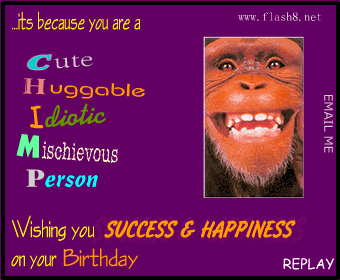 ...its because you are a
www.flash8.net
Cute
Huggable
Idiotic
Mischievous
Person
EMAIL ME
Wishing you SUCCESS & HAPPINESS
on your Birthday
REPLAY